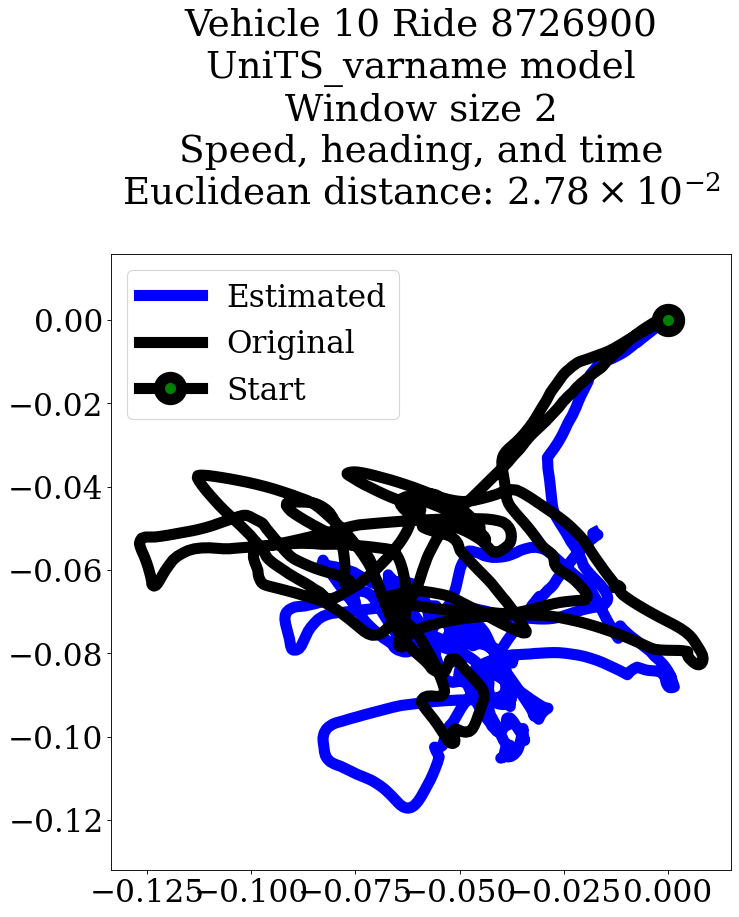 Vehicle 10 Ride 8726900
UniTS_varname model
Window size 2
Speed, heading, and time
Euclidean distance: 2.78 × 10⁻²
Estimated
Original
Start
0.00
−0.02
−0.04
−0.06
−0.08
−0.10
−0.12
−0.125 −0.100 −0.075 −0.050 −0.025 0.000